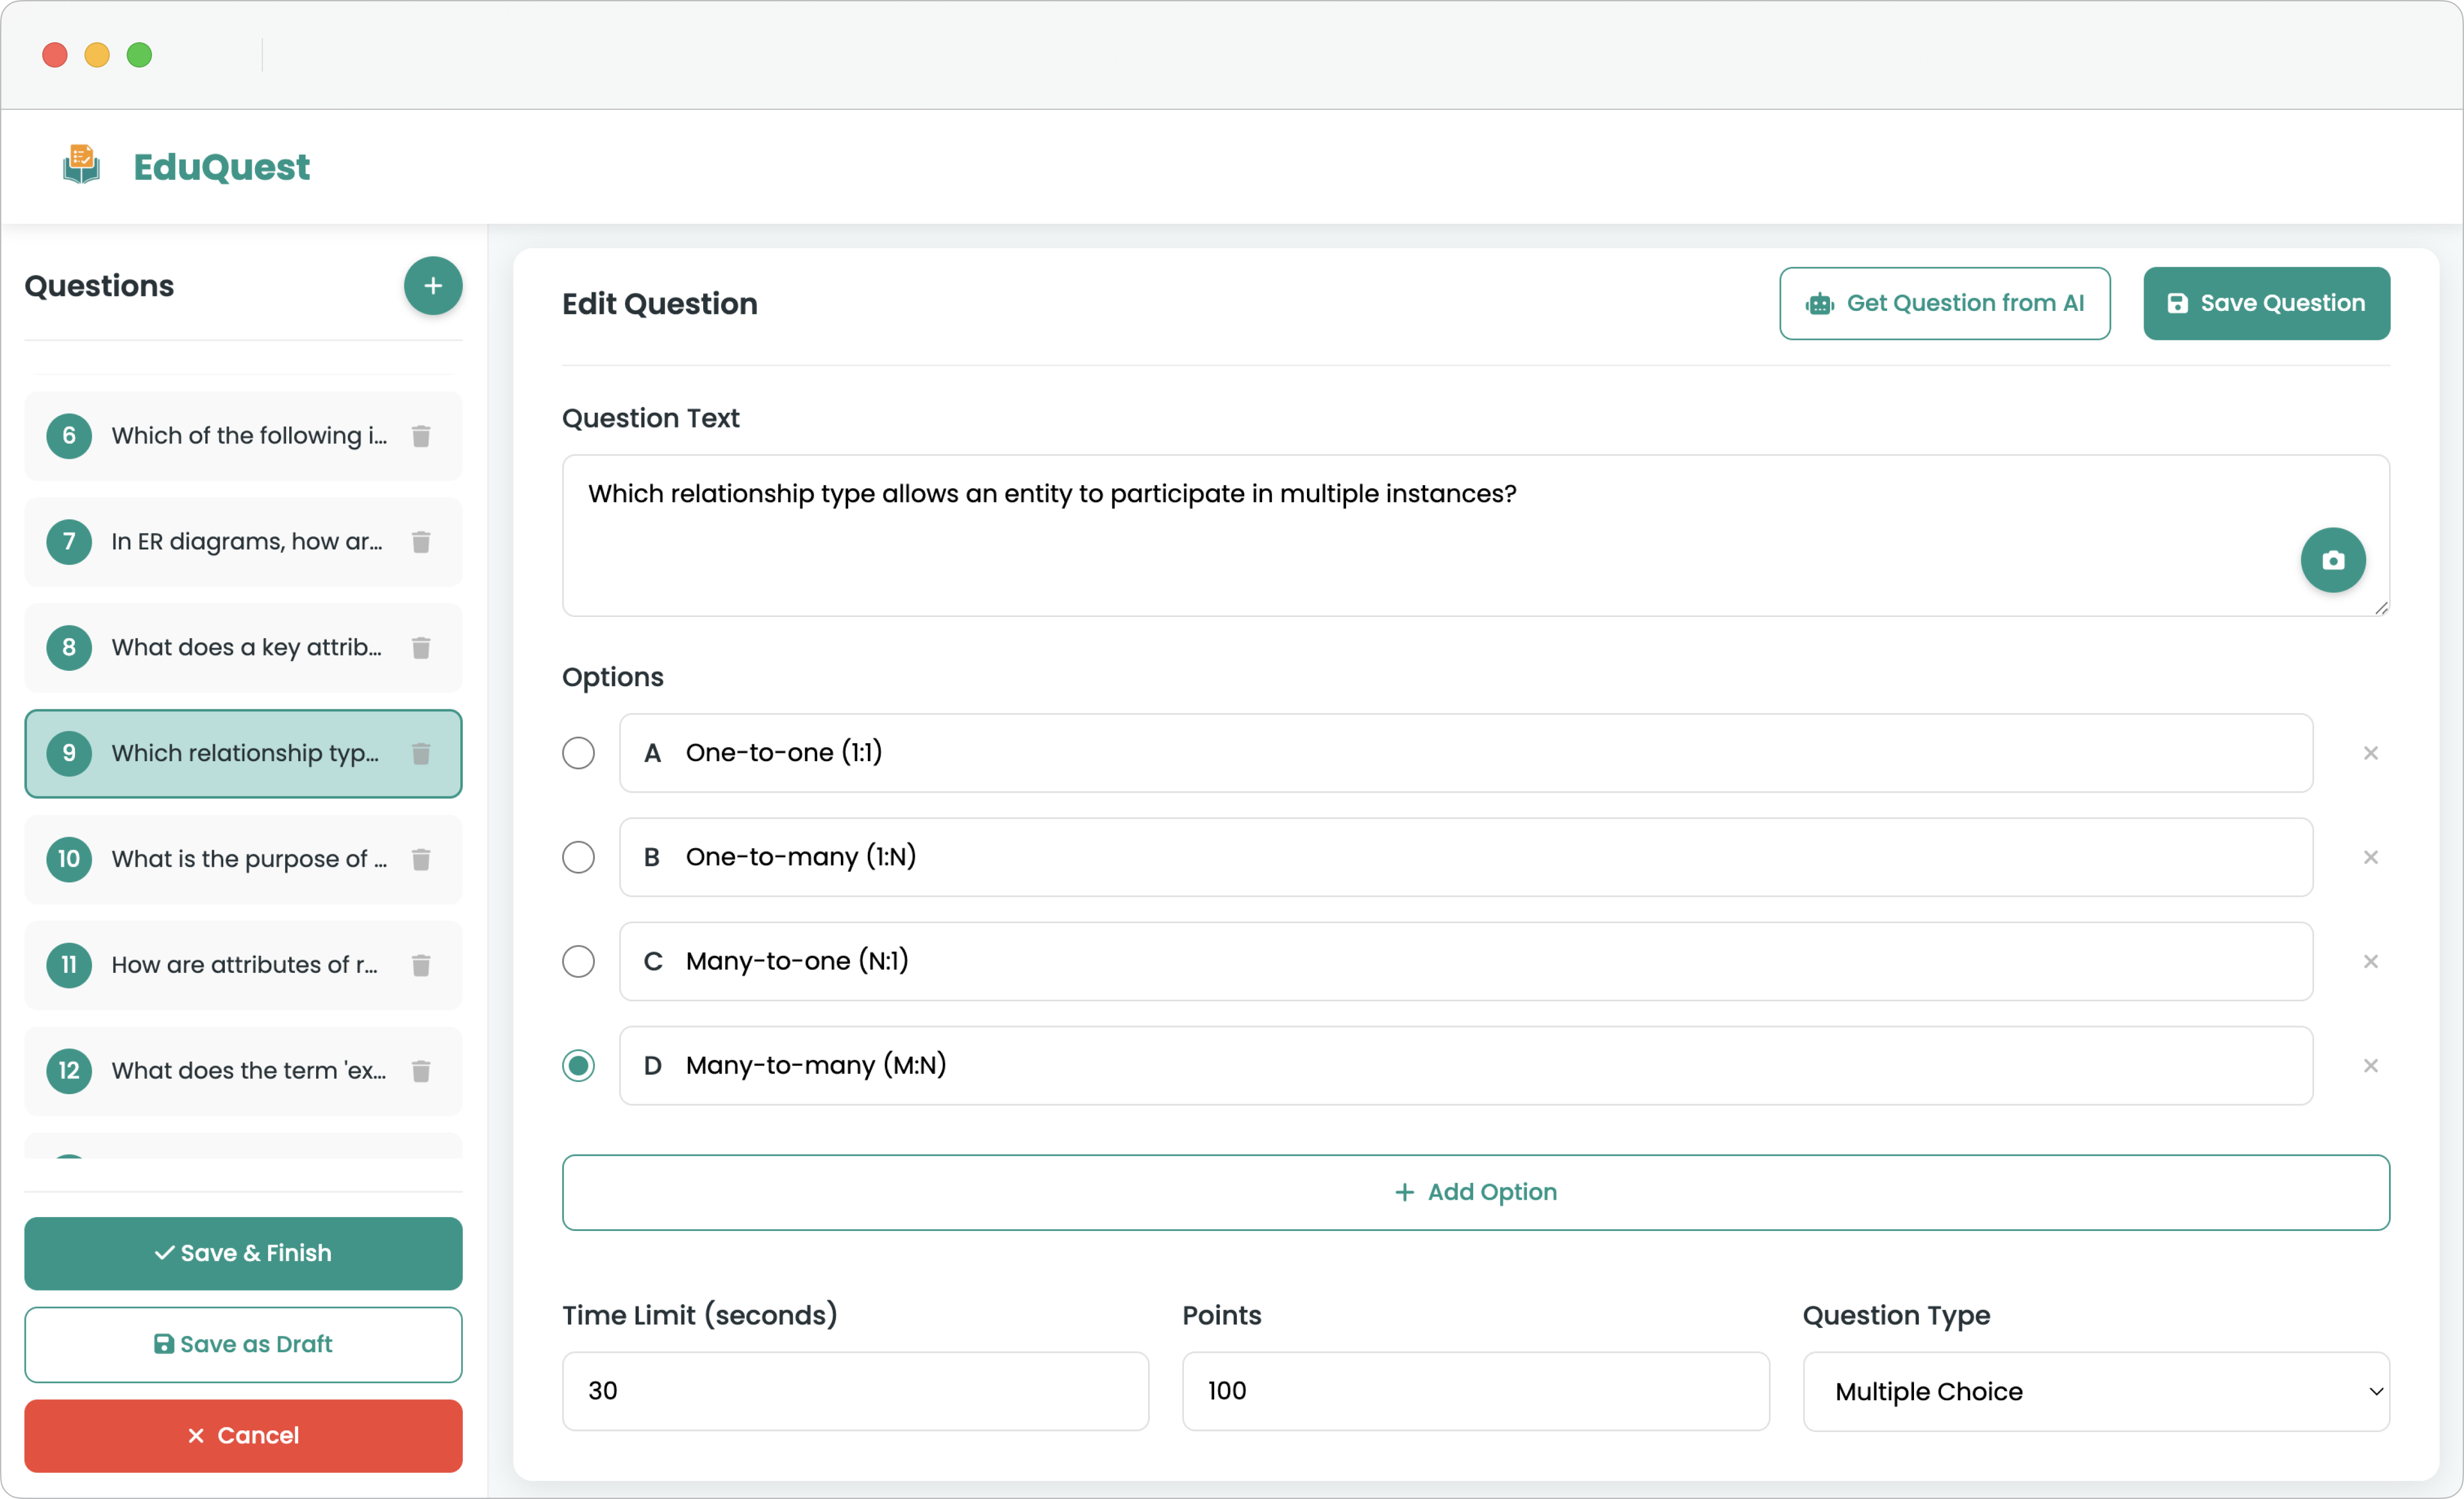 EduQuest
Questions
6 Which of the following i...
7 In ER diagrams, how ar...
8 What does a key attrib...
9 Which relationship typ...
10 What is the purpose of ...
11 How are attributes of r...
12 What does the term 'ex...
Save & Finish
Save as Draft
Cancel
Edit Question
Get Question from AI
Save Question
Question Text
Which relationship type allows an entity to participate in multiple instances?
Options
A One-to-one (1:1)
B One-to-many (1:N)
C Many-to-one (N:1)
D Many-to-many (M:N)
+ Add Option
Time Limit (seconds)
30
Points
100
Question Type
Multiple Choice